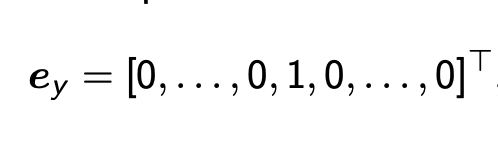 e_y = [0, . . . , 0, 1, 0, . . . , 0]^⊤